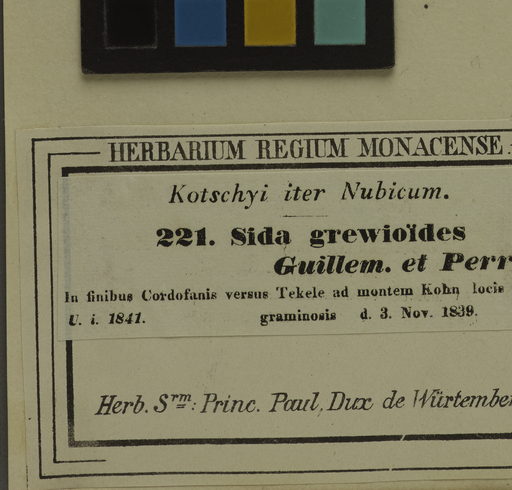 HERBARIUM REGIUM MONACENSE
Kotschyi iter Nubicum.
221. Sida grewioïdes
Guillem. et Perr
In finibus Cordofanis versus Tekele ad montem Kohn locis
U. i. 1841. graminosis d. 3. Nov. 1839.
Herb. Srm: Princ. Paul, Dux de Würtember